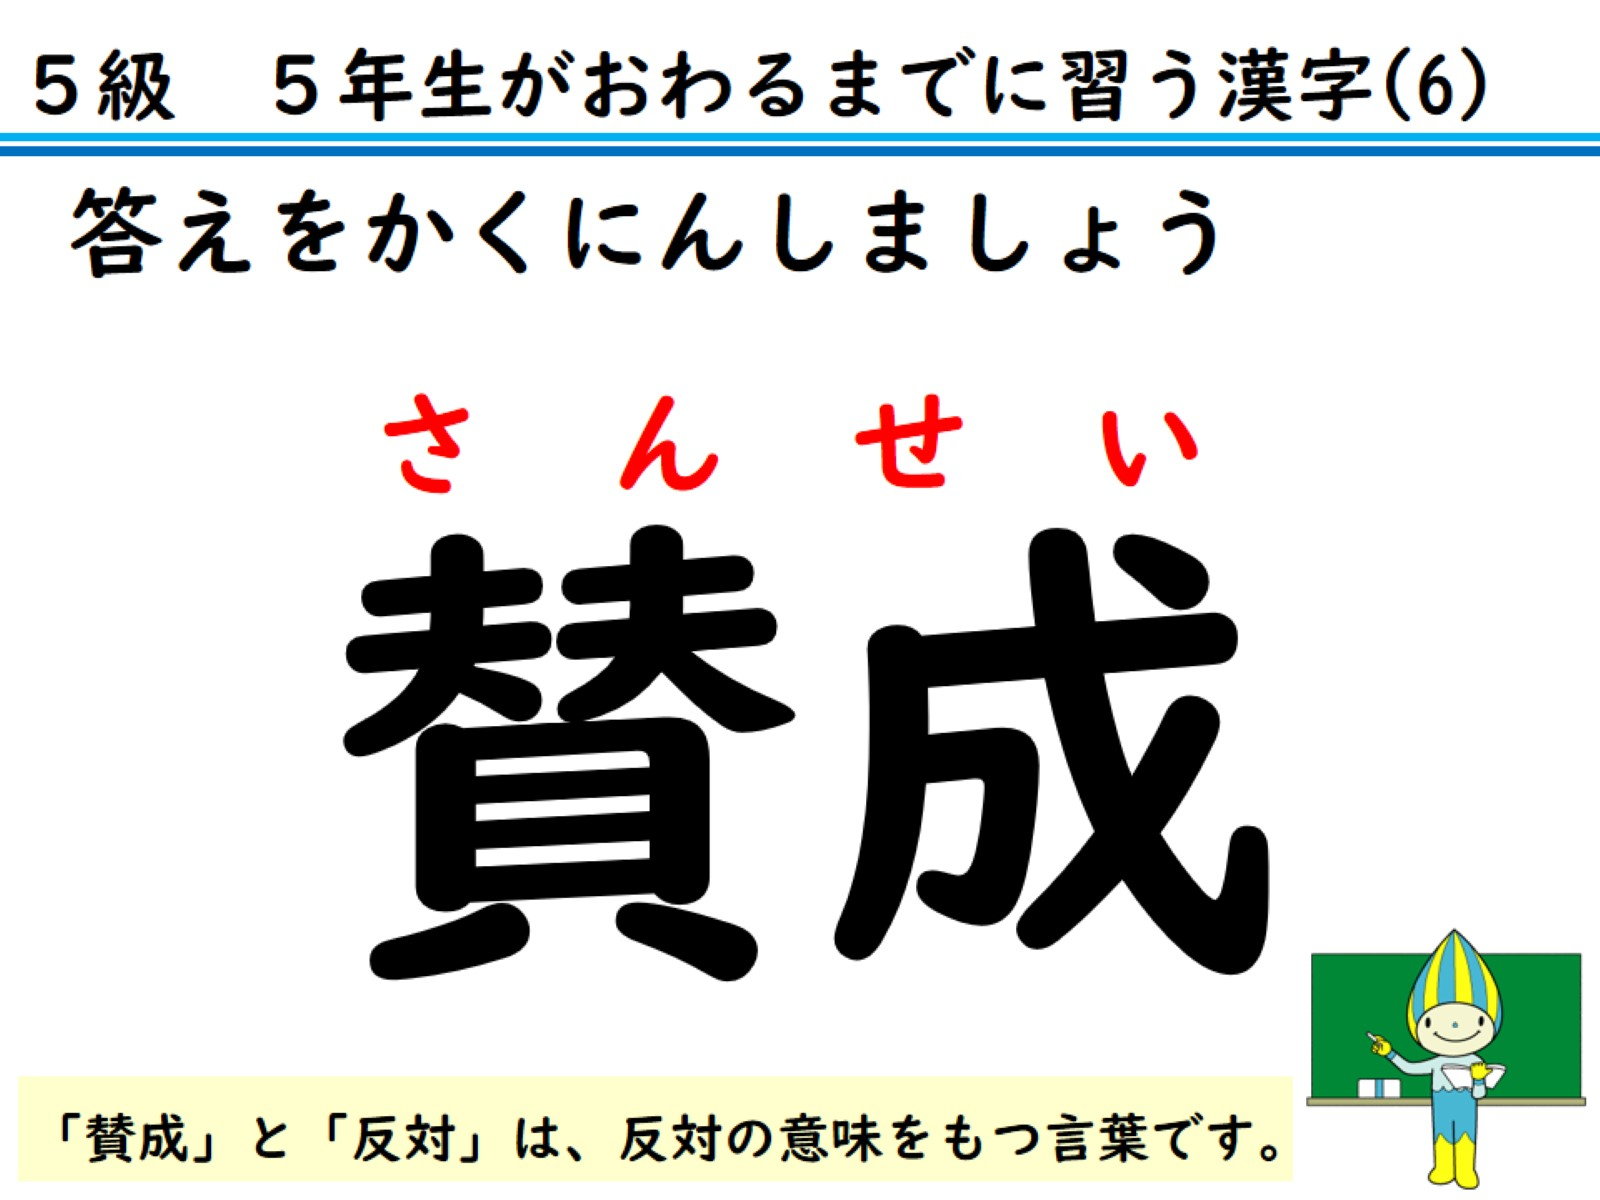 ５級　５年生がおわるまでに習う漢字(6)
答えをかくにんしましょう
さんせい
賛成
「賛成」と「反対」は、反対の意味をもつ言葉です。